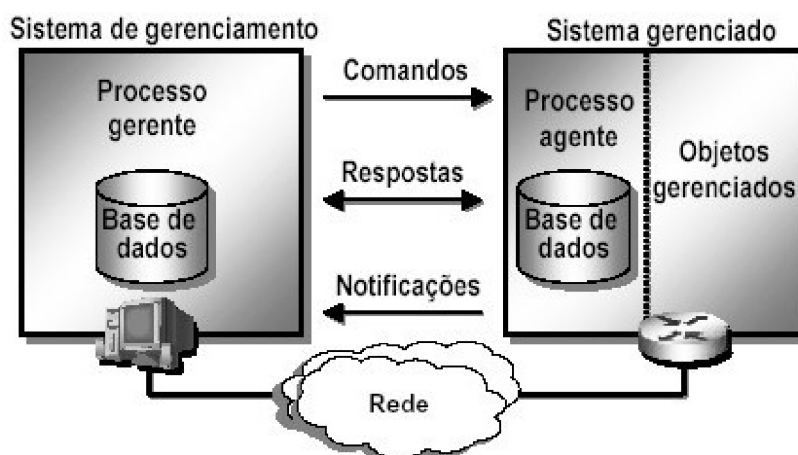 Sistema de gerenciamento
Sistema gerenciado
Processo
gerente
Base de
dados
Comandos
Respostas
Notificações
Processo
agente
Base de
dados
Objetos
gerenciados
Rede